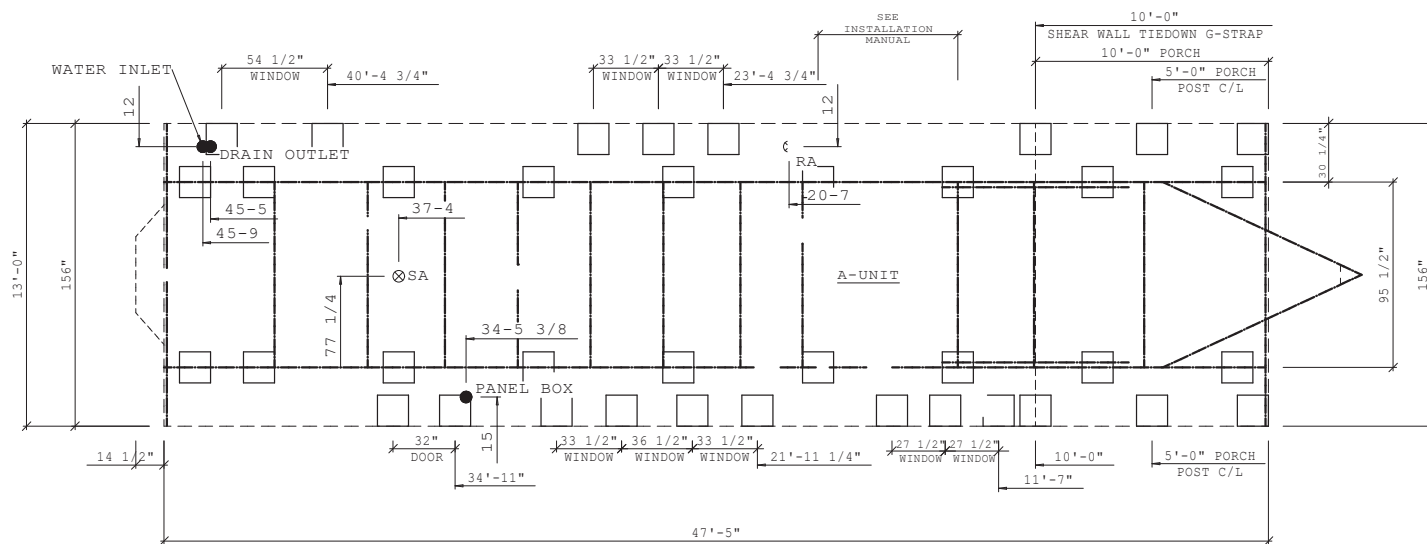 SEE
INSTALLATION
MANUAL
10'-0"
SHEAR WALL TIEDOWN G-STRAP
10'-0" PORCH
54 1/2"
WINDOW
33 1/2"
WINDOW
33 1/2"
WINDOW
WATER INLET
40'-4 3/4"
23'-4 3/4"
5'-0" PORCH
POST C/L
12
12
DRAIN OUTLET
RA
30 1/4"
20-7
37-4
45-5
45-9
13'-0"
156"
SA
A-UNIT
95 1/2"
156"
77 1/4
34-5 3/8
PANEL BOX
15
14 1/2"
32"
DOOR
33 1/2"
WINDOW
36 1/2"
WINDOW
33 1/2"
WINDOW
27 1/2"
WINDOW
27 1/2"
WINDOW
21'-11 1/4"
10'-0"
5'-0" PORCH
POST C/L
34'-11"
11'-7"
47'-5"